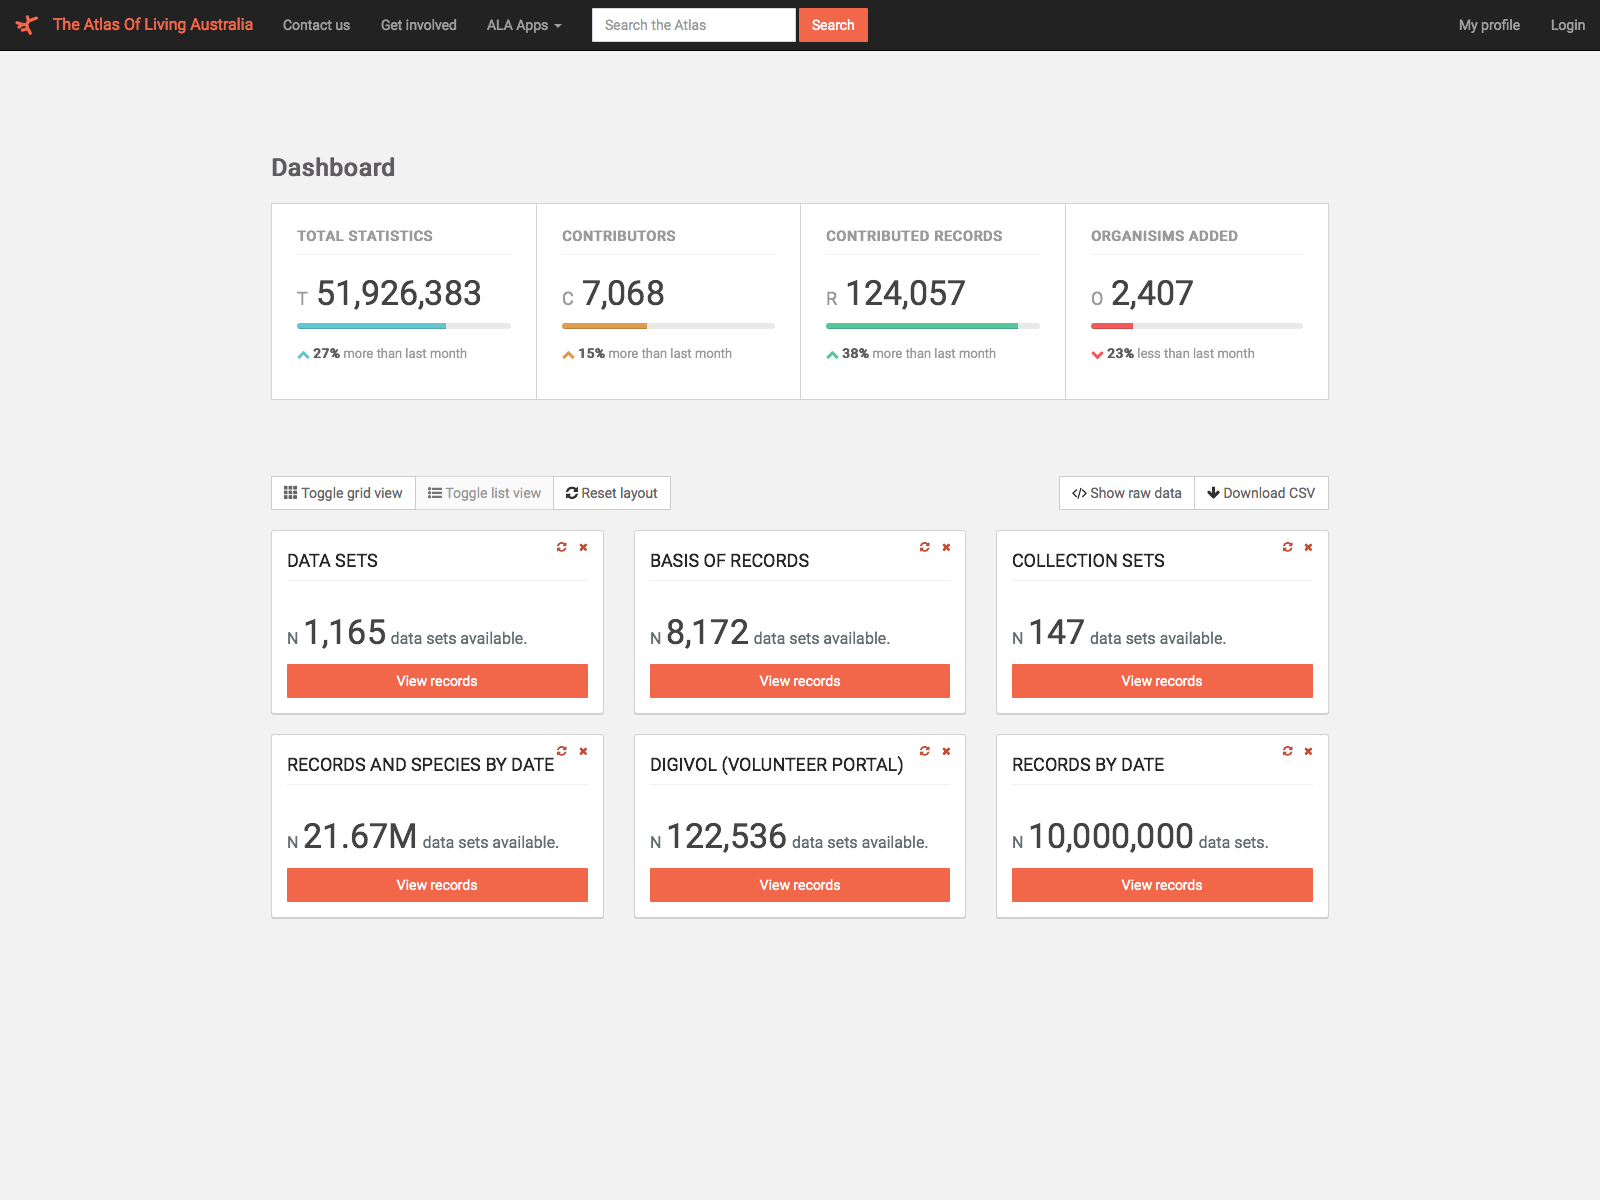 The Atlas Of Living Australia Contact us Get involved ALA Apps Search the Atlas Search My profile Login
Dashboard
TOTAL STATISTICS CONTRIBUTORS CONTRIBUTED RECORDS ORGANISIMS ADDED
T 51,926,383 C 7,068 R 124,057 O 2,407
27% more than last month 15% more than last month 38% more than last month 23% less than last month
Toggle grid view Toggle list view Reset layout Show raw data Download CSV
DATA SETS BASIS OF RECORDS COLLECTION SETS
N 1,165 data sets available. N 8,172 data sets available. N 147 data sets available.
View records View records View records
RECORDS AND SPECIES BY DATE DIGIVOL (VOLUNTEER PORTAL) RECORDS BY DATE
N 21.67M data sets available. N 122,536 data sets available. N 10,000,000 data sets.
View records View records View records